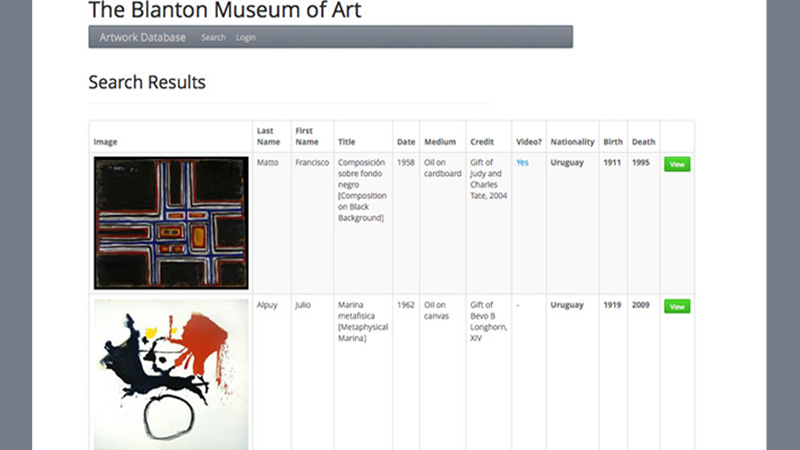 The Blanton Museum of Art
Artwork Database Search Login
Search Results
Image Last Name First Name Title Date Medium Credit Video? Nationality Birth Death
Matto Francisco Composición sobre fondo negro [Composition on Black Background] 1958 Oil on cardboard Gift of Judy and Charles Tate, 2004 Yes Uruguay 1911 1995 View
Alpuy Julio Marina metafisica [Metaphysical Marina] 1962 Oil on canvas Gift of Bevo B Longhorn, XIV - Uruguay 1919 2009 View